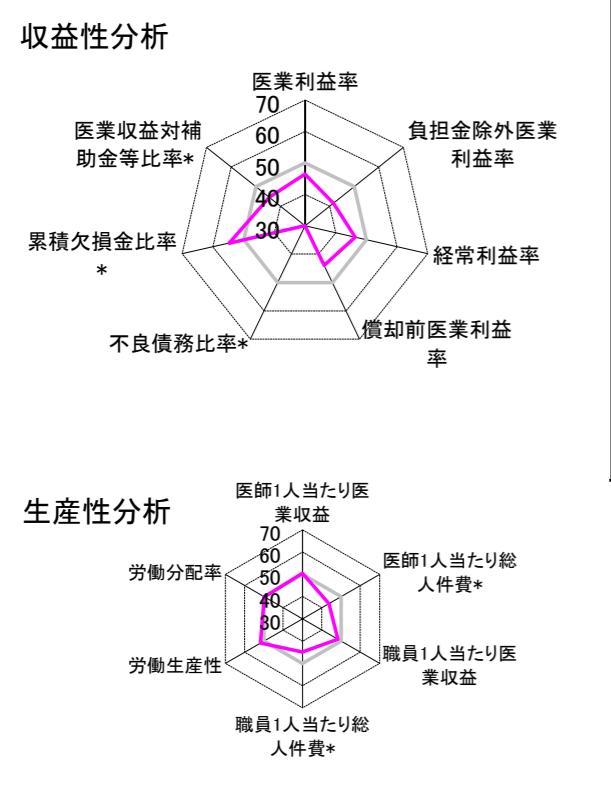 収益性分析
医業利益率
70
60
50
40
30
負担金除外医業
利益率
経常利益率
償却前医業利益
率
不良債務比率*
累積欠損金比率
*
医業収益対補
助金等比率*
生産性分析
医師1人当たり医
業収益
70
60
50
40
30
医師1人当たり総
人件費*
職員1人当たり医
業収益
職員1人当たり総
人件費*
労働生産性
労働分配率